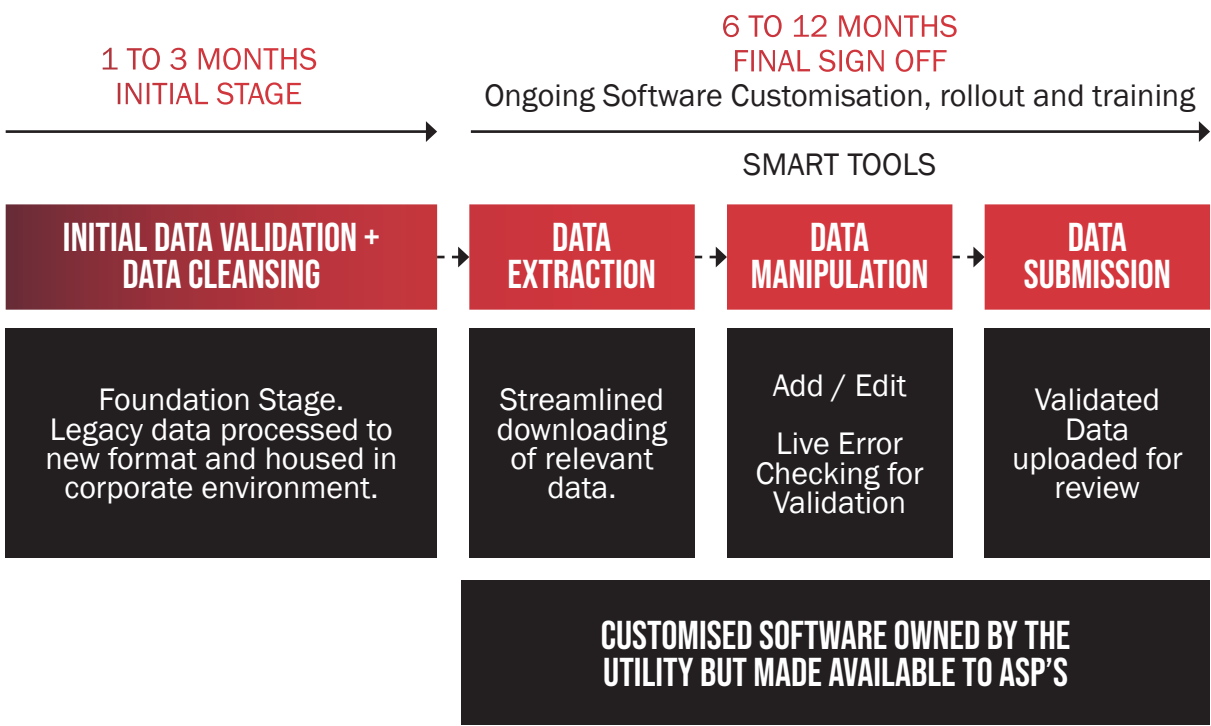 1 TO 3 MONTHS
INITIAL STAGE
6 TO 12 MONTHS
FINAL SIGN OFF
Ongoing Software Customisation, rollout and training
SMART TOOLS
INITIAL DATA VALIDATION +
DATA CLEANSING
DATA
EXTRACTION
DATA
MANIPULATION
DATA
SUBMISSION
Foundation Stage.
Legacy data processed to
new format and housed in
corporate environment.
Streamlined
downloading
of relevant
data.
Add / Edit
Live Error
Checking for
Validation
Validated
Data
uploaded for
review
CUSTOMISED SOFTWARE OWNED BY THE
UTILITY BUT MADE AVAILABLE TO ASP'S